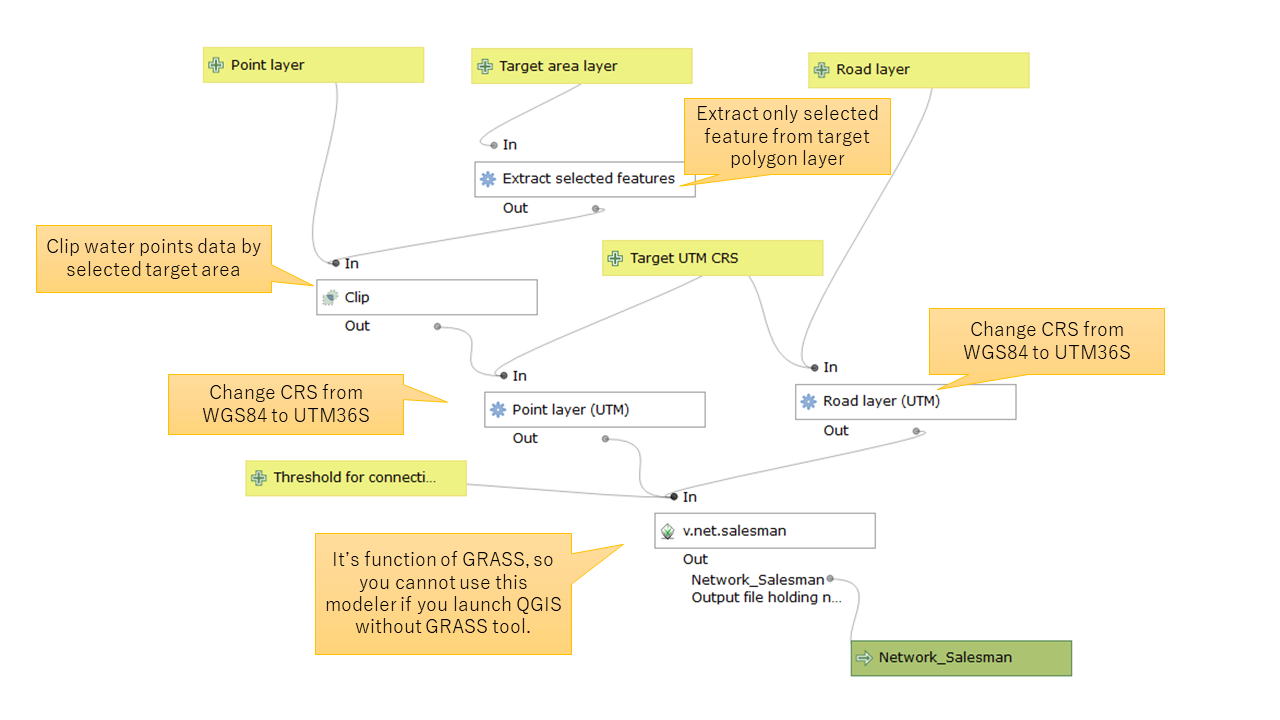 Point layer
Target area layer
Road layer
Extract only selected
feature from target
polygon layer
In
Extract selected features
Out
Clip water points data by
selected target area
In
Clip
Out
Target UTM CRS
Change CRS from
WGS84 to UTM36S
In
Road layer (UTM)
Out
Change CRS from
WGS84 to UTM36S
In
Point layer (UTM)
Out
Threshold for connecti...
In
v.net.salesman
Out
Network_Salesman
Output file holding n...
It's function of GRASS, so
you cannot use this
modeler if you launch QGIS
without GRASS tool.
Network_Salesman